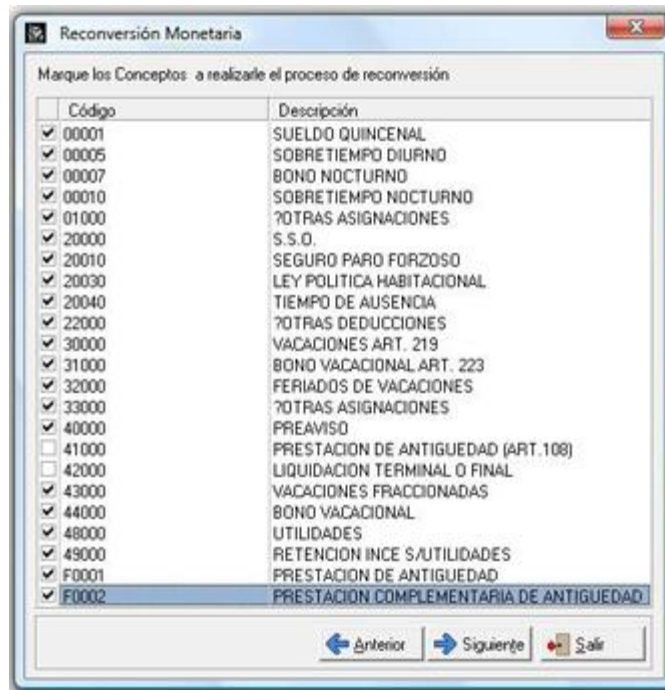 Reconversión Monetaria
Marque los Conceptos a realizarle el proceso de reconversión
Código Descripción
00001 SUELDO QUINCENAL
00005 SOBRETIEMPO DIURNO
00007 BONO NOCTURNO
00010 SOBRETIEMPO NOCTURNO
01000 ?OTRAS ASIGNACIONES
20000 S.S.O.
20010 SEGURO PARO FORZOSO
20030 LEY POLITICA HABITACIONAL
20040 TIEMPO DE AUSENCIA
22000 ?OTRAS DEDUCCIONES
30000 VACACIONES ART. 219
31000 BONO VACACIONAL ART. 223
32000 FERIADOS DE VACACIONES
33000 ?OTRAS ASIGNACIONES
40000 PREAVISO
41000 PRESTACION DE ANTIGUEDAD (ART.108)
42000 LIQUIDACION TERMINAL O FINAL
43000 VACACIONES FRACCIONADAS
44000 BONO VACACIONAL
48000 UTILIDADES
49000 RETENCION INCE S/UTILIDADES
F0001 PRESTACION DE ANTIGUEDAD
F0002 PRESTACION COMPLEMENTARIA DE ANTIGUEDAD
Anterior Siguiente Salir